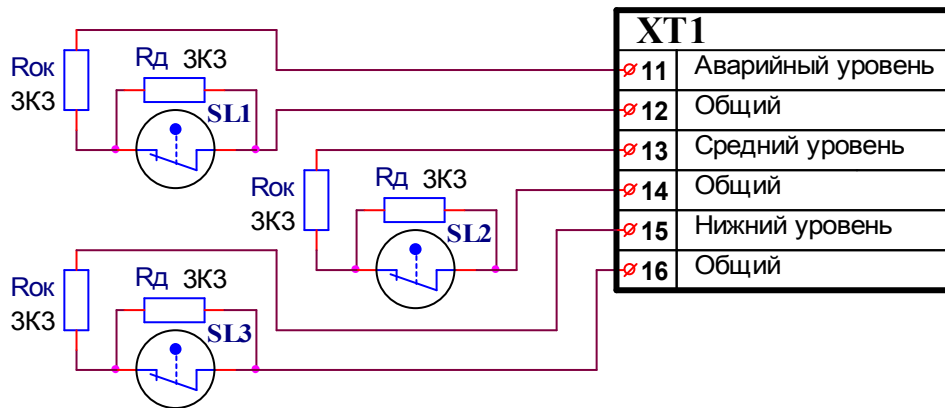 XT1
11 Аварийный уровень
12 Общий
13 Средний уровень
14 Общий
15 Нижний уровень
16 Общий
Rок
3К3
Rд 3К3
SL1
Rок
3К3
Rд 3К3
SL2
Rок
3К3
Rд 3К3
SL3